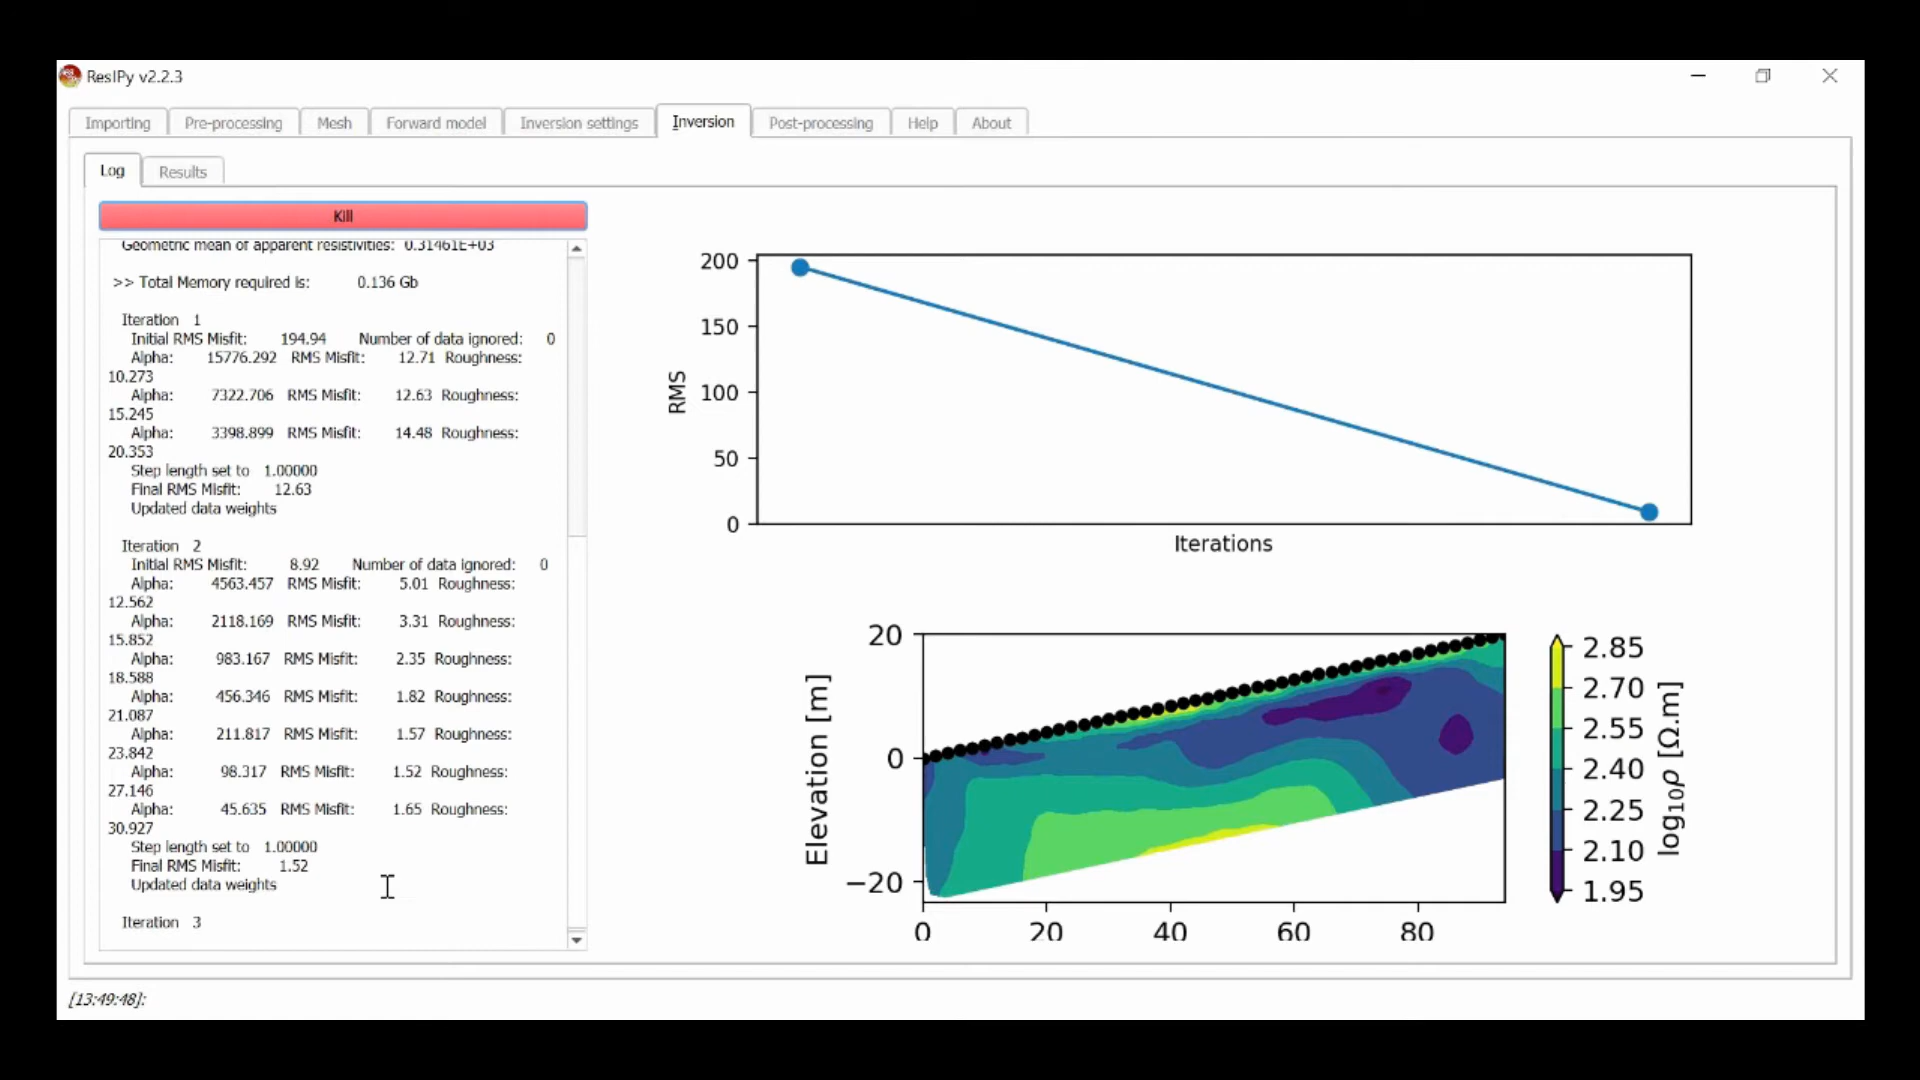 ResIPy v2.2.3
Importing Pre-processing Mesh Forward model Inversion settings Inversion Post-processing Help About
Log Results
Kill
Geometric mean of apparent resistivities: 0.31461E+03
>> Total Memory required is: 0.136 Gb
Iteration 1
Initial RMS Misfit: 194.94 Number of data ignored: 0
Alpha: 15776.292 RMS Misfit: 12.71 Roughness:
10.273
Alpha: 7322.706 RMS Misfit: 12.63 Roughness:
15.245
Alpha: 3398.899 RMS Misfit: 14.48 Roughness:
20.353
Step length set to 1.00000
Final RMS Misfit: 12.63
Updated data weights
Iteration 2
Initial RMS Misfit: 8.92 Number of data ignored: 0
Alpha: 4563.457 RMS Misfit: 5.01 Roughness:
12.562
Alpha: 2118.169 RMS Misfit: 3.31 Roughness:
15.852
Alpha: 983.167 RMS Misfit: 2.35 Roughness:
18.588
Alpha: 456.346 RMS Misfit: 1.82 Roughness:
21.087
Alpha: 211.817 RMS Misfit: 1.57 Roughness:
23.842
Alpha: 98.317 RMS Misfit: 1.52 Roughness:
27.146
Alpha: 45.635 RMS Misfit: 1.65 Roughness:
30.927
Step length set to 1.00000
Final RMS Misfit: 1.52
Updated data weights
Iteration 3
200
150
100
50
0
RMS
Iterations
20
0
−20
Elevation [m]
0 20 40 60 80
2.85
2.70
2.55
2.40
2.25
2.10
1.95
log₁₀ρ [Ω.m]
[13:49:48]: